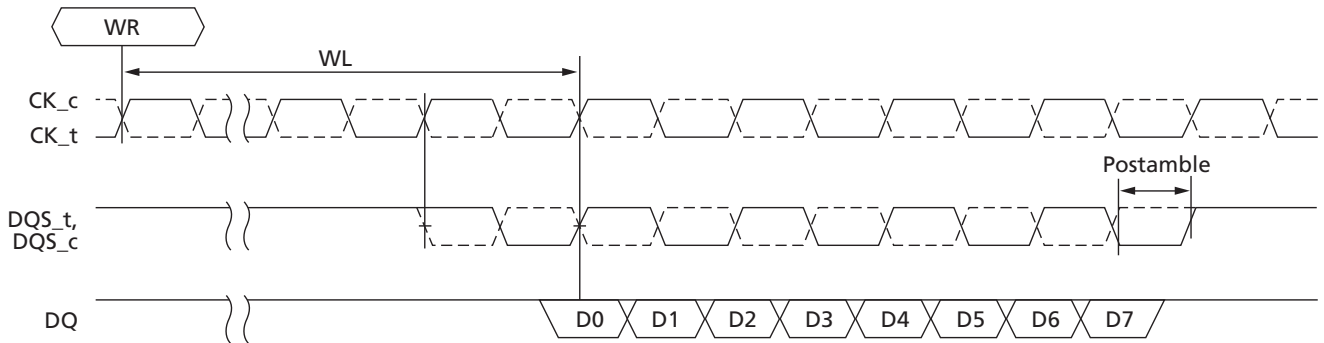 WR
WL
CK_c
CK_t
Postamble
DQS_t,
DQS_c
DQ
D0 D1 D2 D3 D4 D5 D6 D7